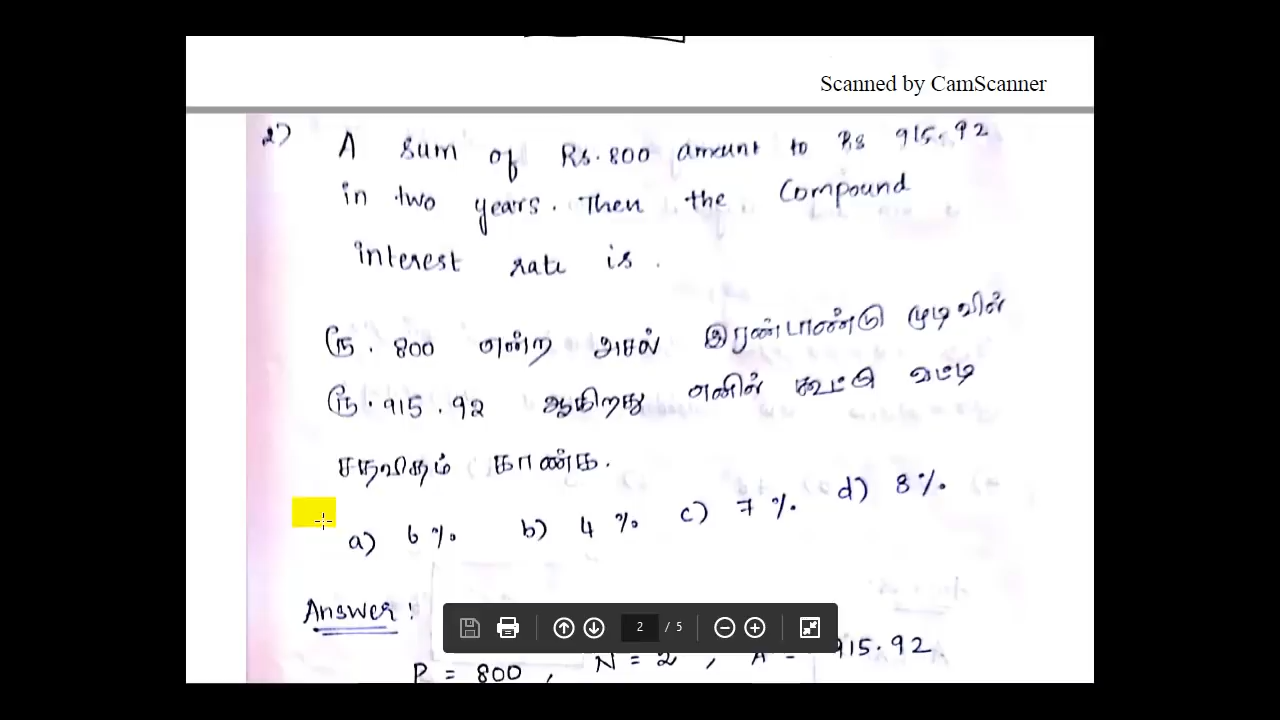 Scanned by CamScanner
2) A sum of Rs.800 amount to Rs 915.92
in two years. Then the compound
interest rate is.
ரூ. 800 என்ற அசல் இரண்டாண்டு முடிவில்
ரூ. 915.92 ஆகிறது எனில் கூட்டு வட்டி
சதவிதம் காண்க.
a) 6 % b) 4 % c) 7 % d) 8 %.
Answer:
2 / 5
P = 800, N = 2, A = 915.92